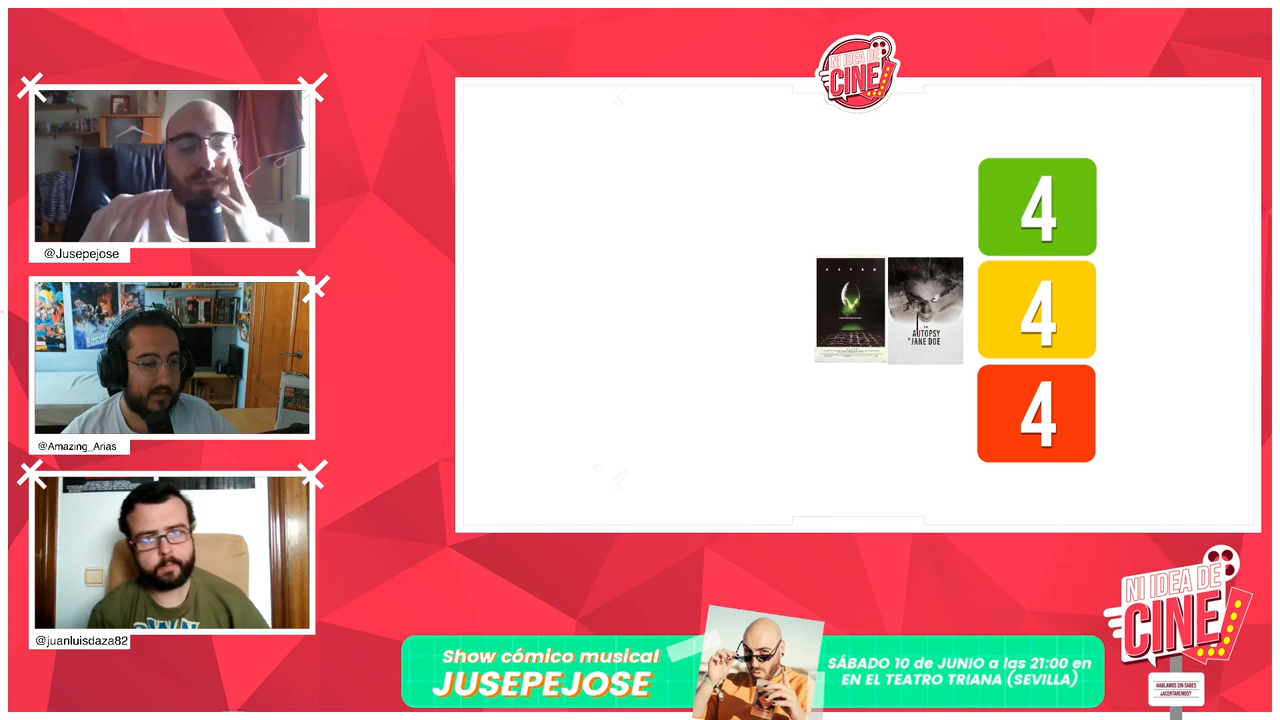 NI IDEA DE
CINE!
@Jusepejose
@Amazing_Arias
@juanluisdaza82
4
4
4
ALIEN
AUTOPSY
of JANE DOE
Show cómico musical
JUSEPEJOSE
SÁBADO 10 de JUNIO a las 21:00 en
EN EL TEATRO TRIANA (SEVILLA)
NI IDEA DE
CINE!
HABLAMOS SIN SABER
¿ACERTAREMOS?